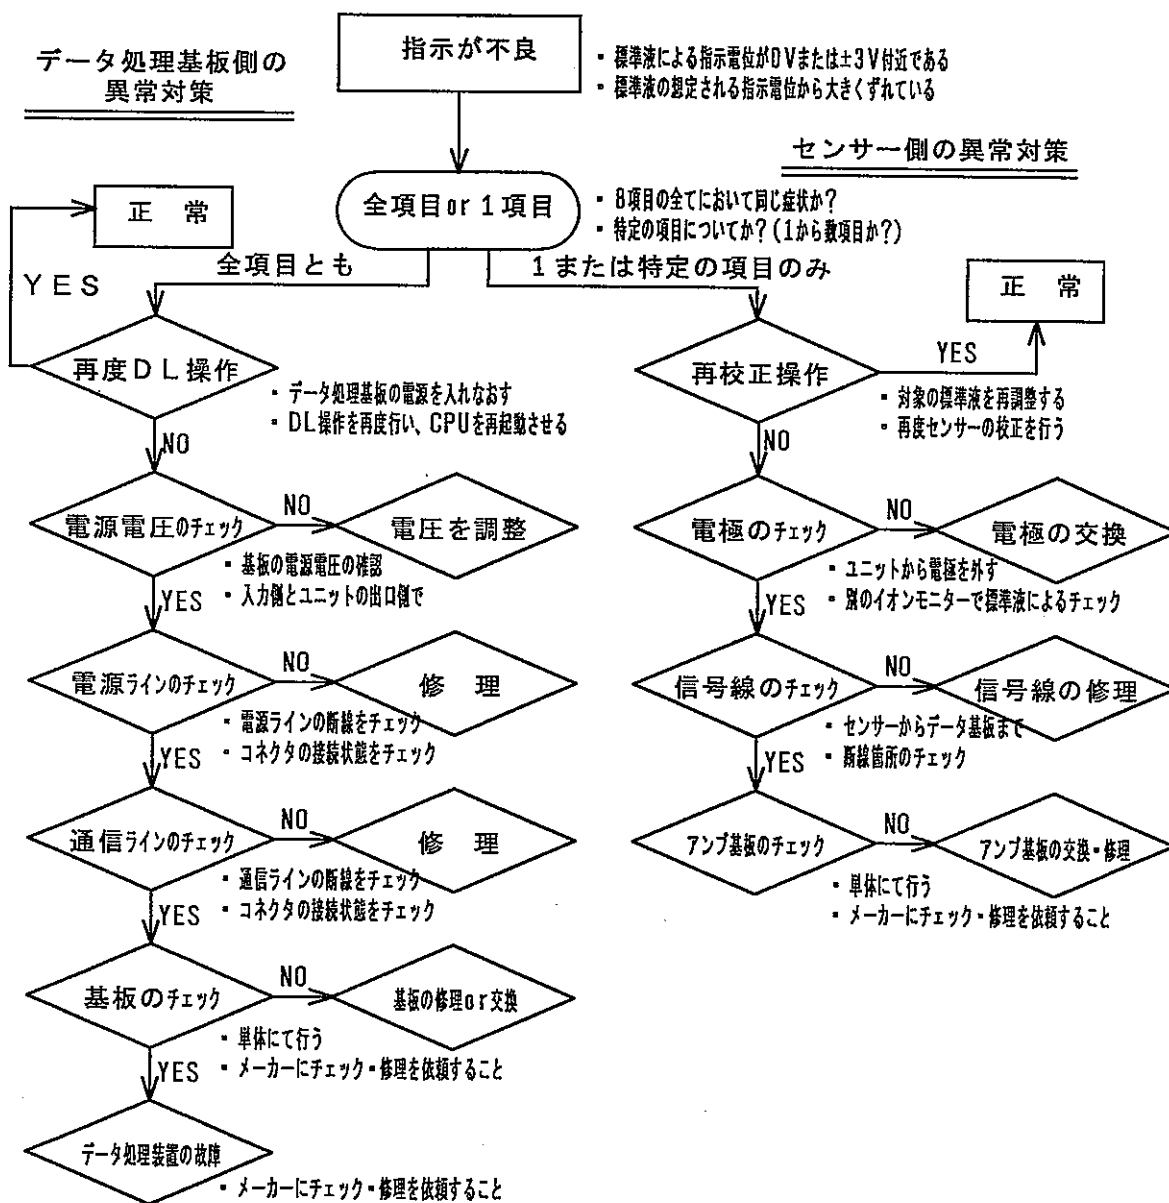 データ処理基板側の
異常対策
指示が不良
・標準液による指示電位が0Vまたは±3V付近である
・標準液の想定される指示電位から大きくずれている
センサー側の異常対策
正 常
全項目or1項目
・8項目の全てにおいて同じ症状か?
・特定の項目についてか?(1から数項目か?)
全項目とも
1または特定の項目のみ
YES
正 常
再度DL操作
・データ処理基板の電源を入れなおす
・DL操作を再度行い、CPUを再起動させる
NO
再校正操作
YES
・対象の標準液を再調整する
・再度センサーの校正を行う
NO
電源電圧のチェック
NO
電圧を調整
・基板の電源電圧の確認
・入力側とユニットの出口側で
YES
電極のチェック
NO
電極の交換
・ユニットから電極を外す
・別のイオンモニターで標準液によるチェック
YES
電源ラインのチェック
NO
修 理
・電源ラインの断線をチェック
・コネクタの接続状態をチェック
YES
信号線のチェック
NO
信号線の修理
・センサーからデータ基板まで
・断線箇所のチェック
YES
通信ラインのチェック
NO
修 理
・通信ラインの断線をチェック
・コネクタの接続状態をチェック
YES
アンプ基板のチェック
NO
アンプ基板の交換・修理
・単体にて行う
・メーカーにチェック・修理を依頼すること
基板のチェック
NO
基板の修理or交換
・単体にて行う
・メーカーにチェック・修理を依頼すること
YES
データ処理装置の故障
・メーカーにチェック・修理を依頼すること